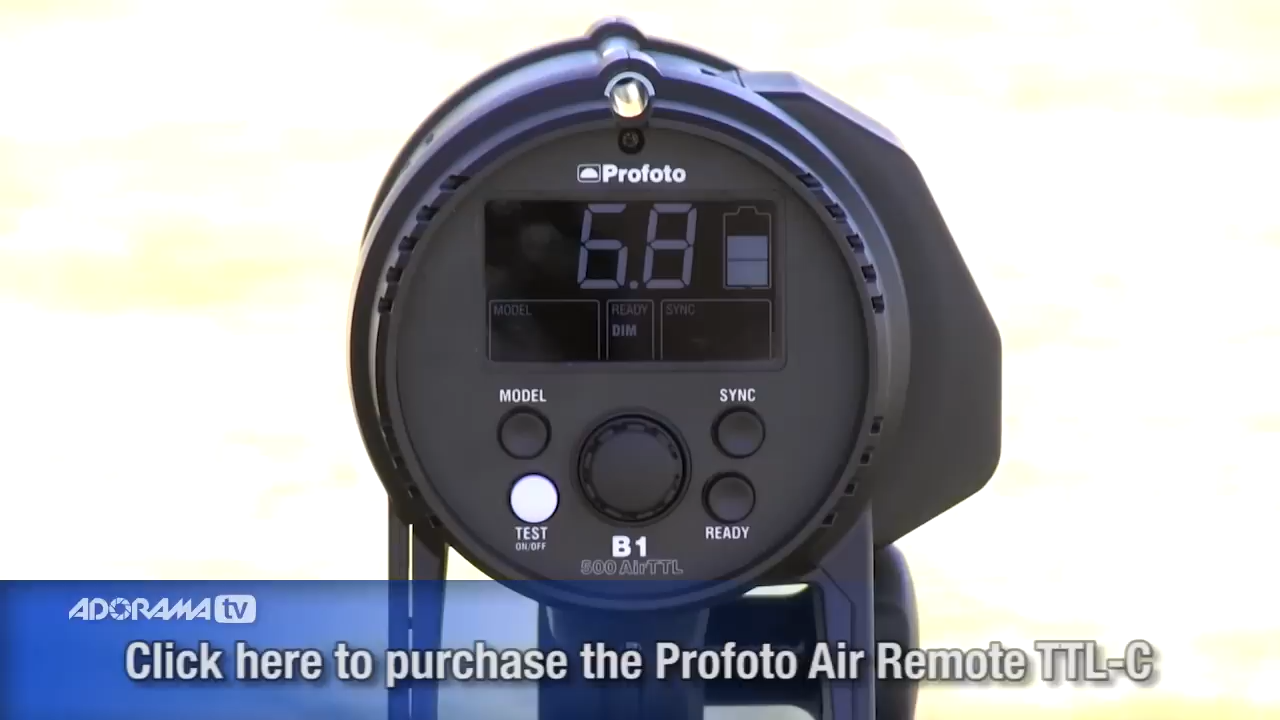 Profoto
6.8
MODEL
READY
SYNC
DIM
MODEL
SYNC
TEST
ON/OFF
READY
B1
500 AirTTL
ADORAMA tv
Click here to purchase the Profoto Air Remote TTL-C